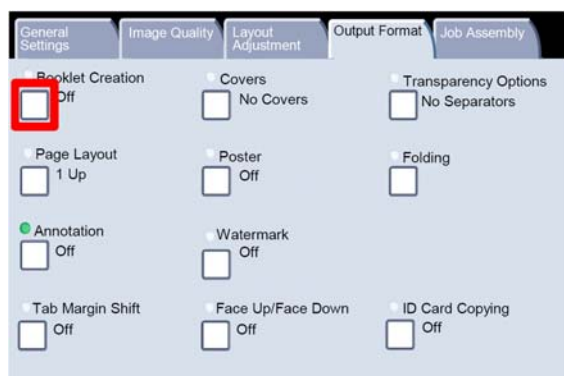 General
Settings
Image Quality
Layout
Adjustment
Output Format
Job Assembly
Booklet Creation
Off
Covers
No Covers
Transparency Options
No Separators
Page Layout
1 Up
Poster
Off
Folding
Annotation
Off
Watermark
Off
Tab Margin Shift
Off
Face Up/Face Down
Off
ID Card Copying
Off